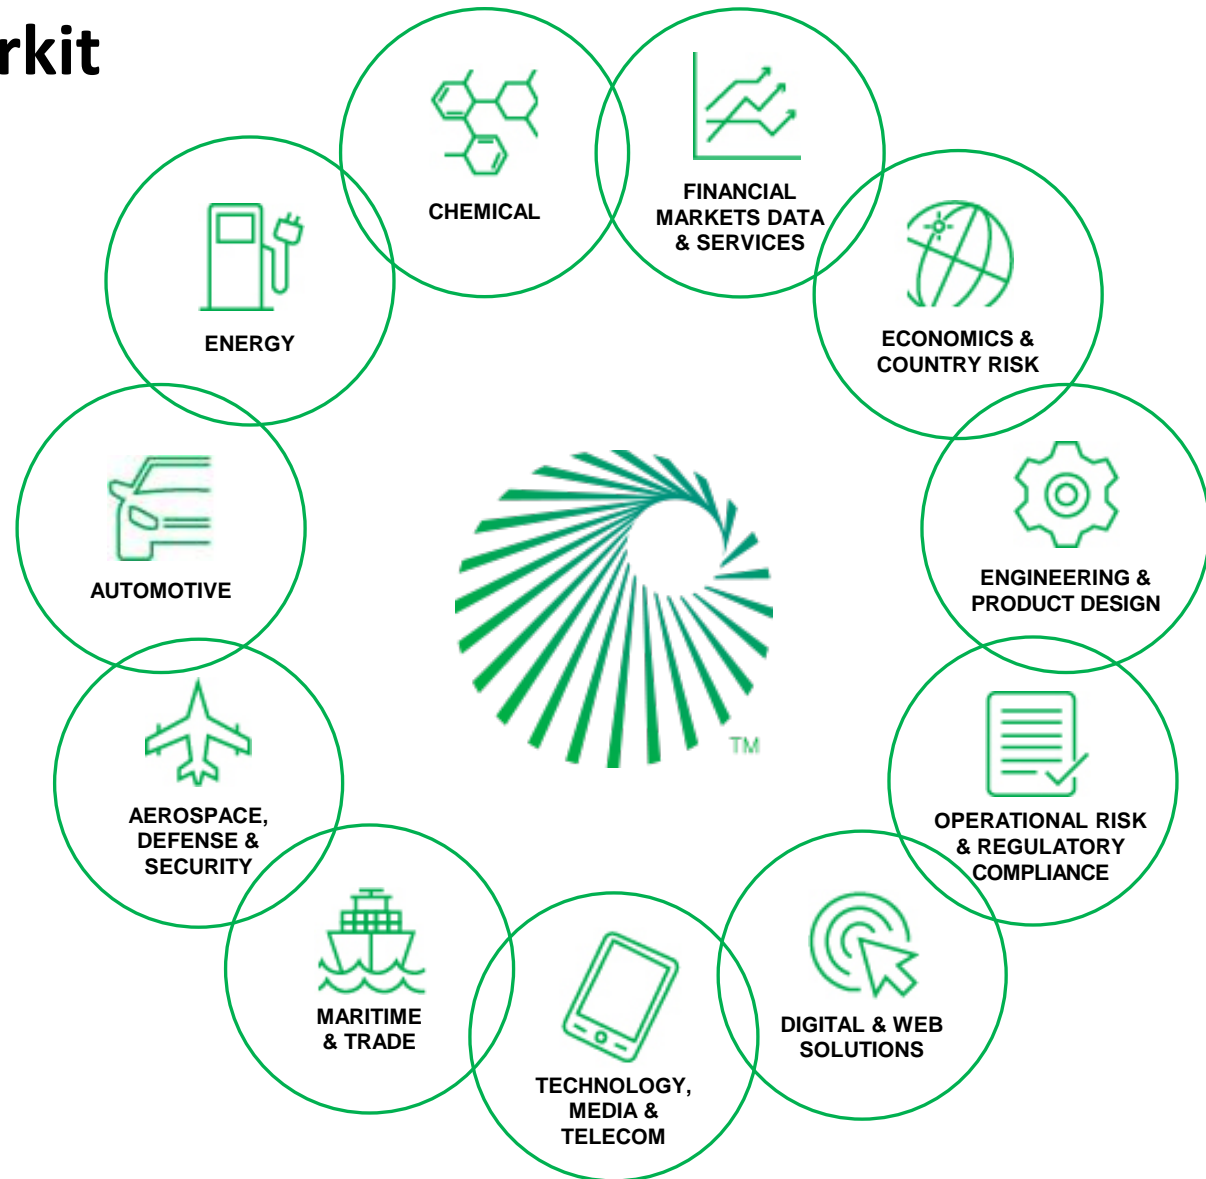 rkit
CHEMICAL
FINANCIAL
MARKETS DATA
& SERVICES
ECONOMICS &
COUNTRY RISK
ENERGY
ENGINEERING &
PRODUCT DESIGN
AUTOMOTIVE
TM
OPERATIONAL RISK
& REGULATORY
COMPLIANCE
AEROSPACE,
DEFENSE &
SECURITY
DIGITAL & WEB
SOLUTIONS
MARITIME
& TRADE
TECHNOLOGY,
MEDIA &
TELECOM